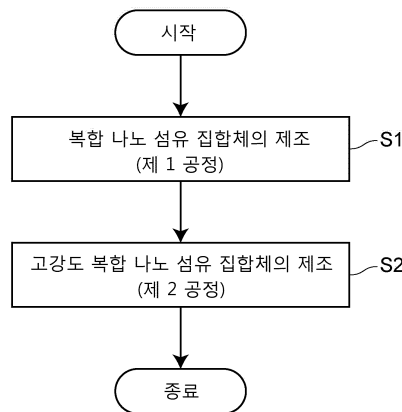 시작
복합 나노 섬유 집합체의 제조
(제 1 공정)
S1
고강도 복합 나노 섬유 집합체의 제조
(제 2 공정)
S2
종료